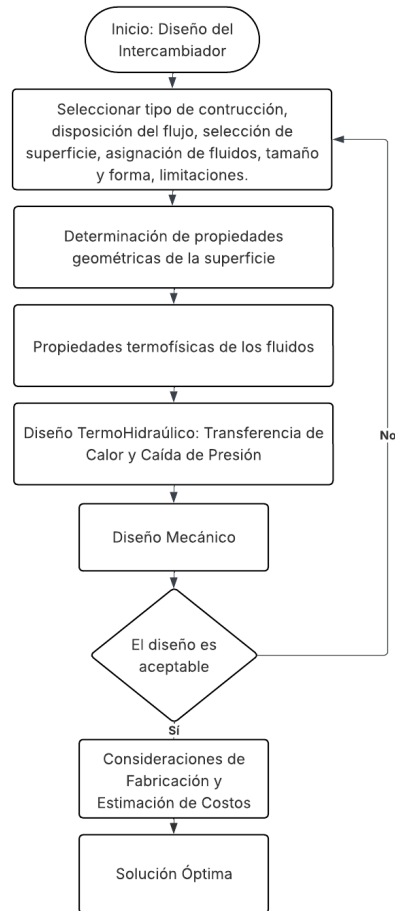 Inicio: Diseño del
Intercambiador
Seleccionar tipo de contrucción,
disposición del flujo, selección de
superficie, asignación de fluidos, tamaño
y forma, limitaciones.
Determinación de propiedades
geométricas de la superficie
Propiedades termofísicas de los fluidos
Diseño TermoHidraúlico: Transferencia de
Calor y Caída de Presión
No
Diseño Mecánico
El diseño es
aceptable
Sí
Consideraciones de
Fabricación y
Estimación de Costos
Solución Óptima